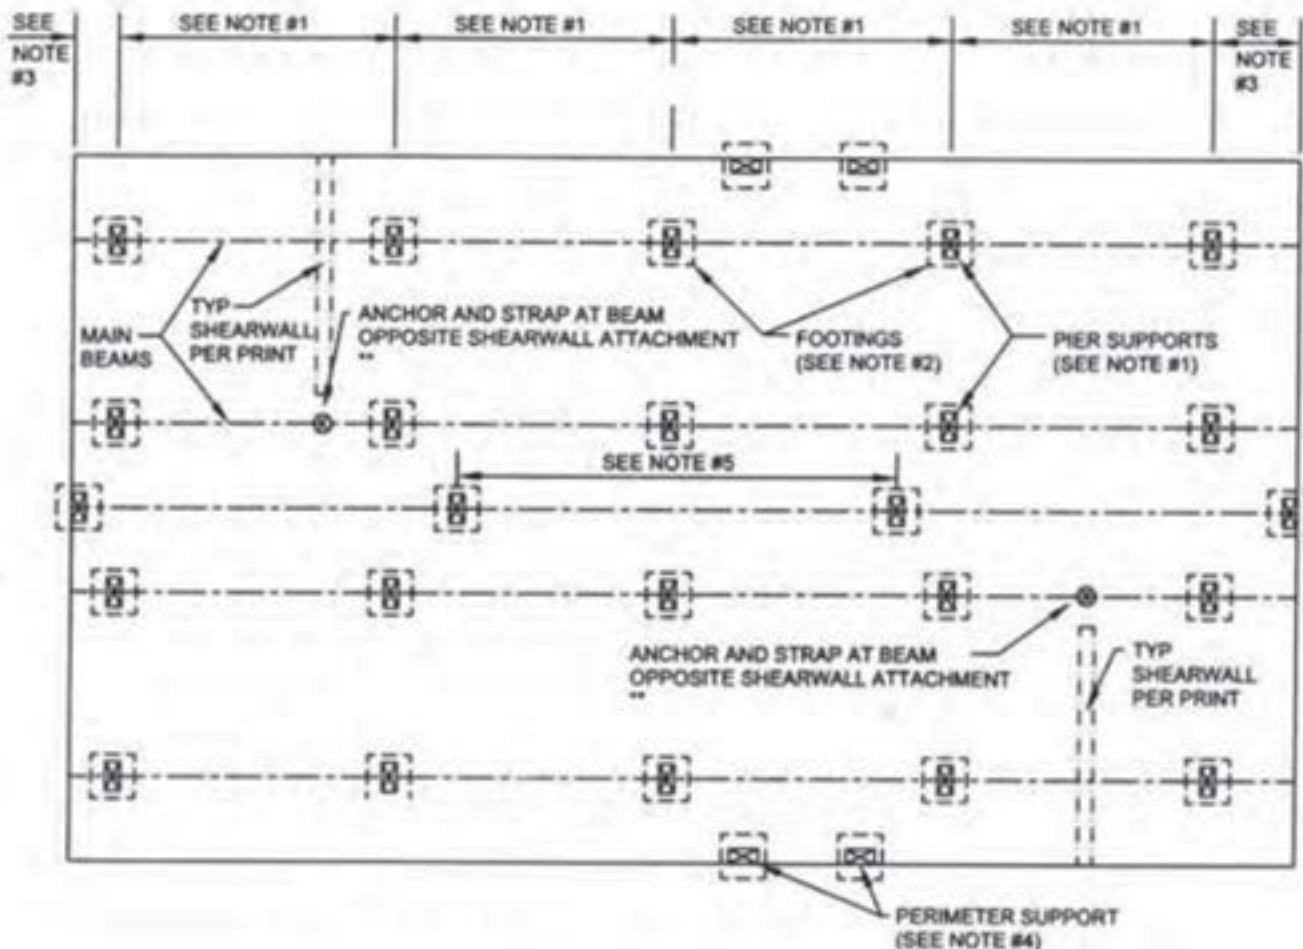 SEE
NOTE
#3
SEE NOTE #1
SEE NOTE #1
SEE NOTE #1
SEE NOTE #1
SEE
NOTE
#3
MAIN
BEAMS
TYP
SHEARWALL
PER PRINT
ANCHOR AND STRAP AT BEAM
OPPOSITE SHEARWALL ATTACHMENT
**
FOOTINGS
(SEE NOTE #2)
PIER SUPPORTS
(SEE NOTE #1)
SEE NOTE #5
ANCHOR AND STRAP AT BEAM
OPPOSITE SHEARWALL ATTACHMENT
**
TYP
SHEARWALL
PER PRINT
PERIMETER SUPPORT
(SEE NOTE #4)